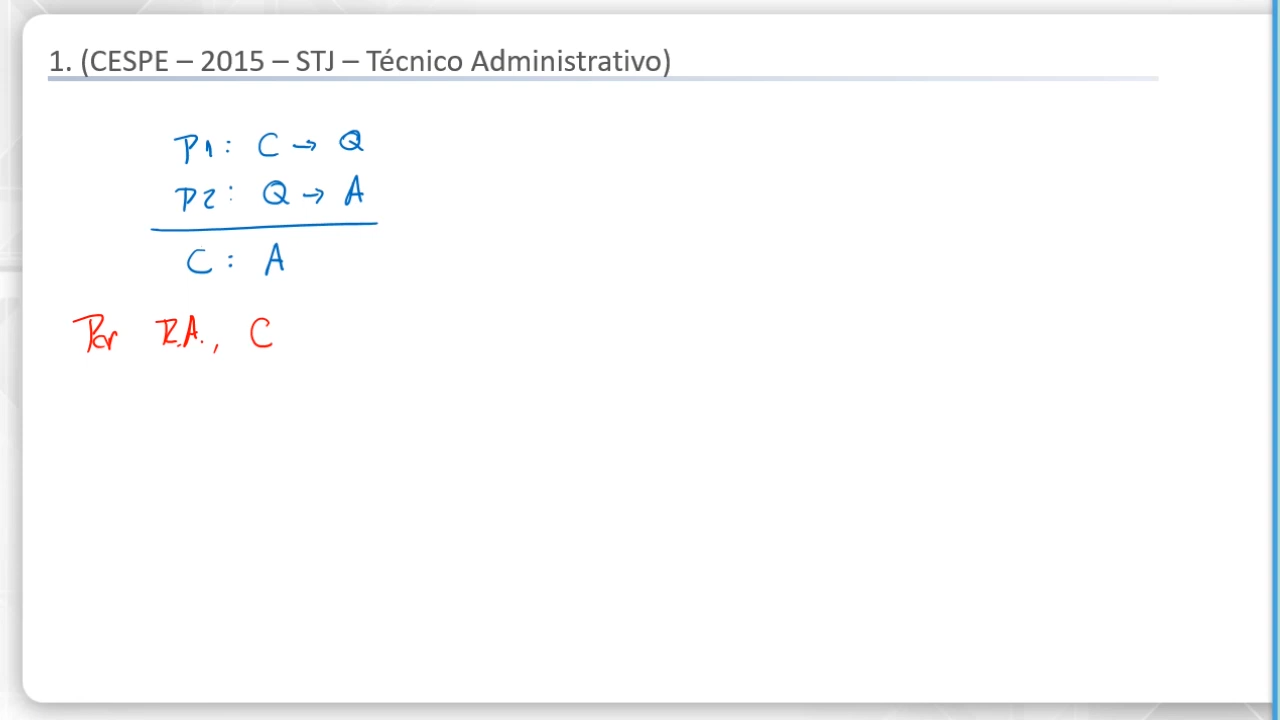 1. (CESPE – 2015 – STJ – Técnico Administrativo)
P1: C → Q
P2: Q → A
C: A
Por R.A., C